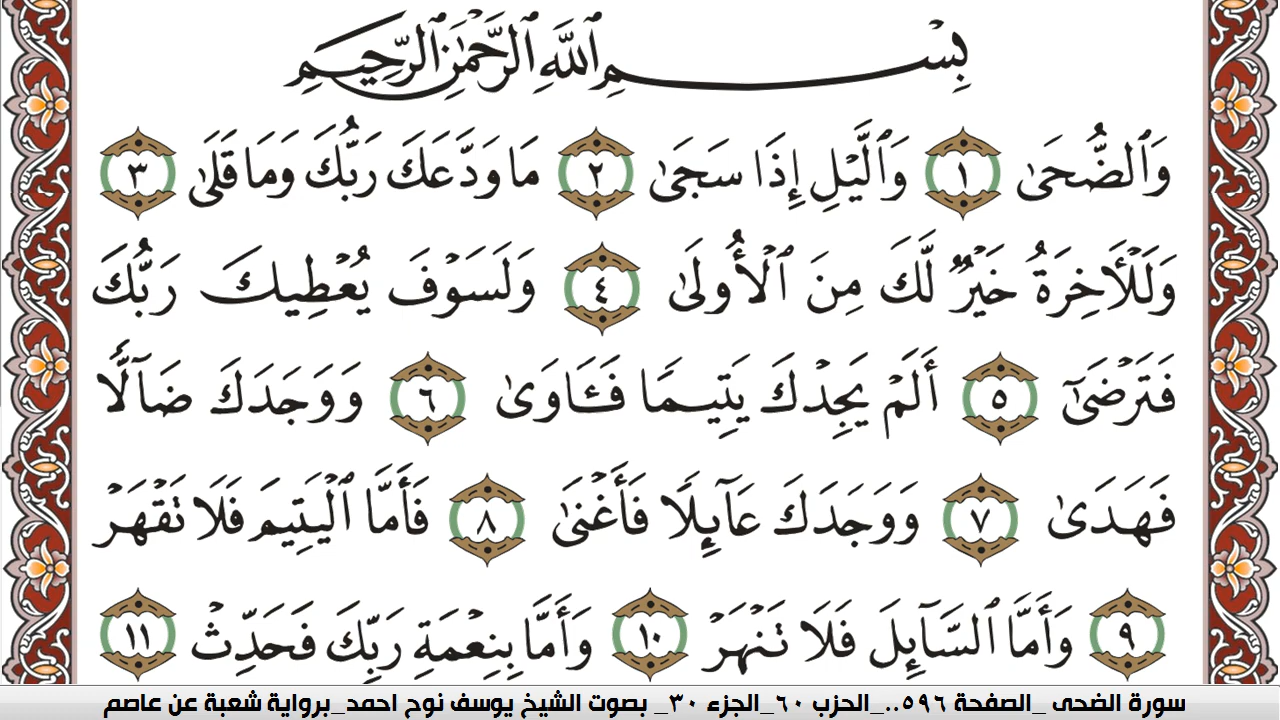 بِسْمِ ٱللَّهِ ٱلرَّحْمَٰنِ ٱلرَّحِيمِ
وَٱلضُّحَىٰ ١ وَٱلَّيْلِ إِذَا سَجَىٰ ٢ مَا وَدَّعَكَ رَبُّكَ وَمَا قَلَىٰ ٣
وَلَلْأَخِرَةُ خَيْرٌ لَّكَ مِنَ ٱلْأُولَىٰ ٤ وَلَسَوْفَ يُعْطِيكَ رَبُّكَ
فَتَرْضَىٰٓ ٥ أَلَمْ يَجِدْكَ يَتِيمًا فَـَٔاوَىٰ ٦ وَوَجَدَكَ ضَآلًّا
فَهَدَىٰ ٧ وَوَجَدَكَ عَآئِلًا فَأَغْنَىٰ ٨ فَأَمَّا ٱلْيَتِيمَ فَلَا تَقْهَرْ
٩ وَأَمَّا ٱلسَّآئِلَ فَلَا تَنْهَرْ ١٠ وَأَمَّا بِنِعْمَةِ رَبِّكَ فَحَدِّثْ ١١
سورة الضحى _الصفحة ٥٩٦.._الحزب ٦٠_الجزء ٣٠_ بصوت الشيخ يوسف نوح احمد_برواية شعبة عن عاصم